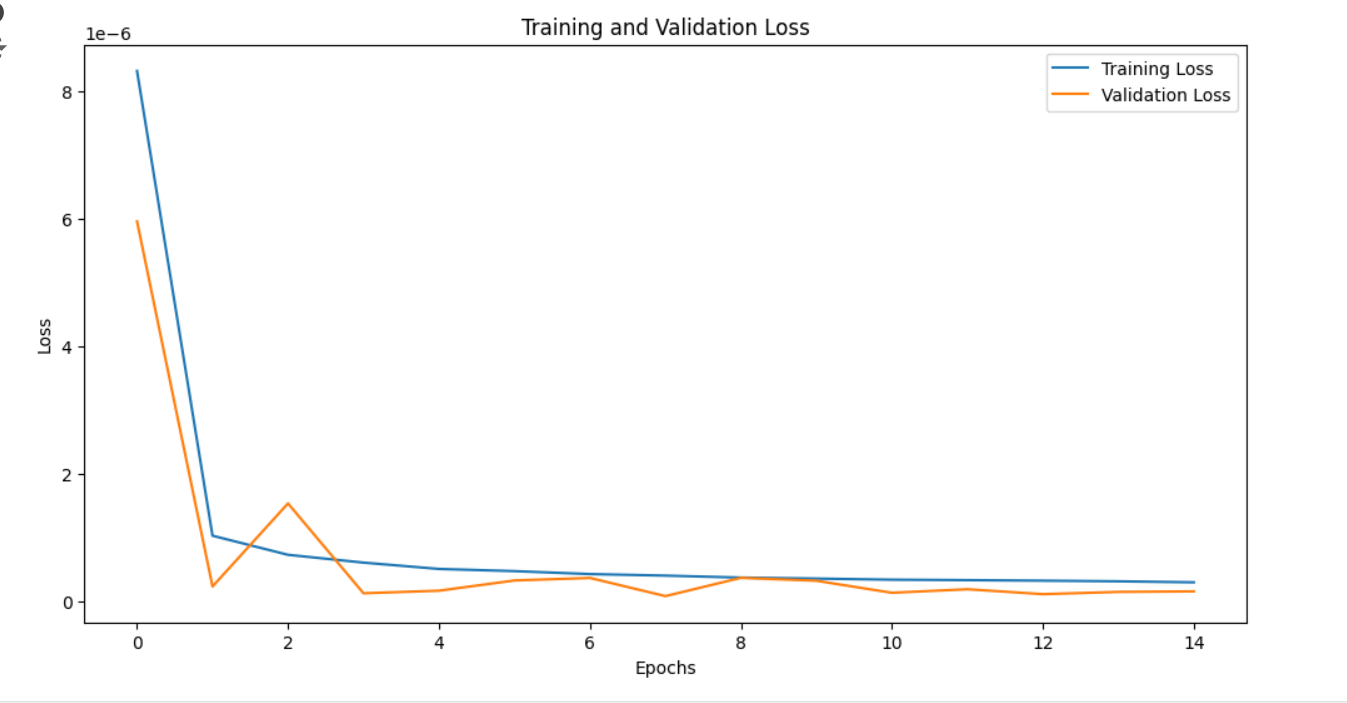 Training and Validation Loss
1e−6
Training Loss
Validation Loss
8
6
4
2
0
Loss
0 2 4 6 8 10 12 14
Epochs